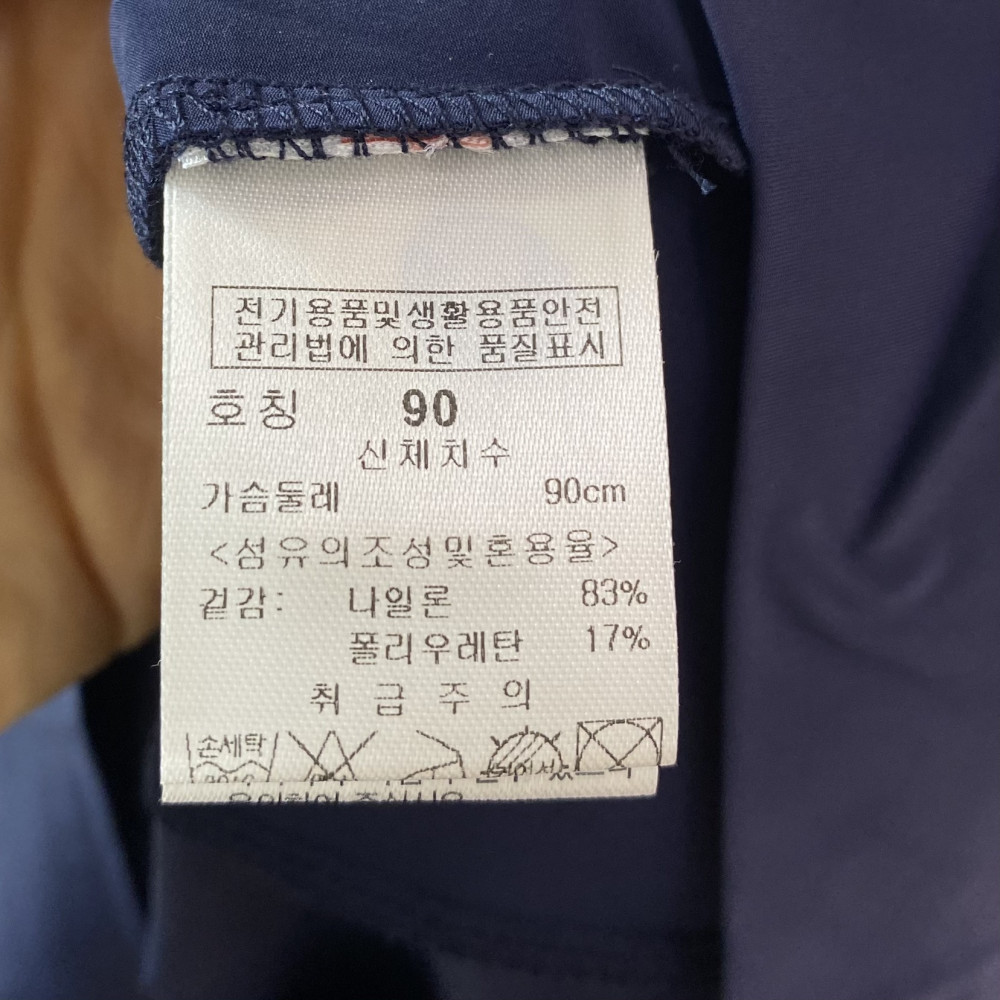 전기용품및생활용품안전
관리법에 의한 품질표시
호칭 90
신체치수
가슴둘레 90cm
<섬유의조성및혼용율>
겉감: 나일론 83%
폴리우레탄 17%
취급주의
손세탁